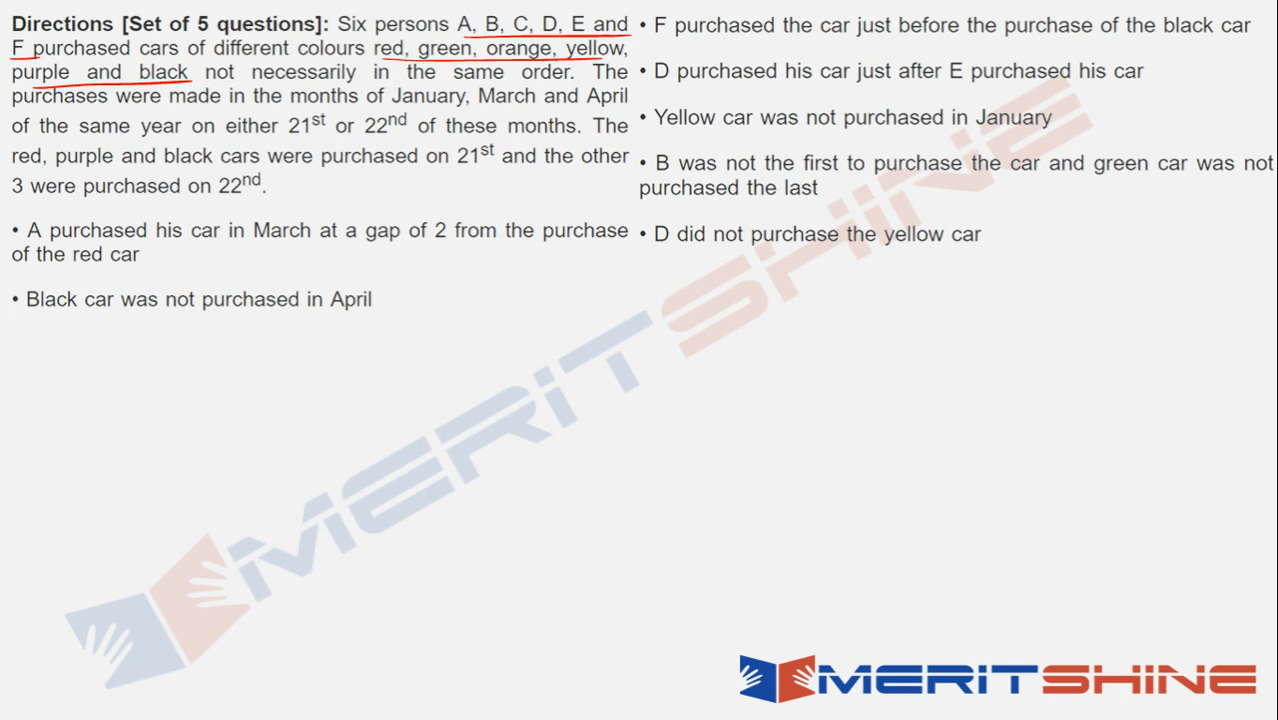 Directions [Set of 5 questions]: Six persons A, B, C, D, E and
F purchased cars of different colours red, green, orange, yellow,
purple and black not necessarily in the same order. The
purchases were made in the months of January, March and April
of the same year on either 21st or 22nd of these months. The
red, purple and black cars were purchased on 21st and the other
3 were purchased on 22nd.
• A purchased his car in March at a gap of 2 from the purchase
of the red car
• Black car was not purchased in April
• F purchased the car just before the purchase of the black car
• D purchased his car just after E purchased his car
• Yellow car was not purchased in January
• B was not the first to purchase the car and green car was not
purchased the last
• D did not purchase the yellow car
MERITSHINE
MERITSHINE